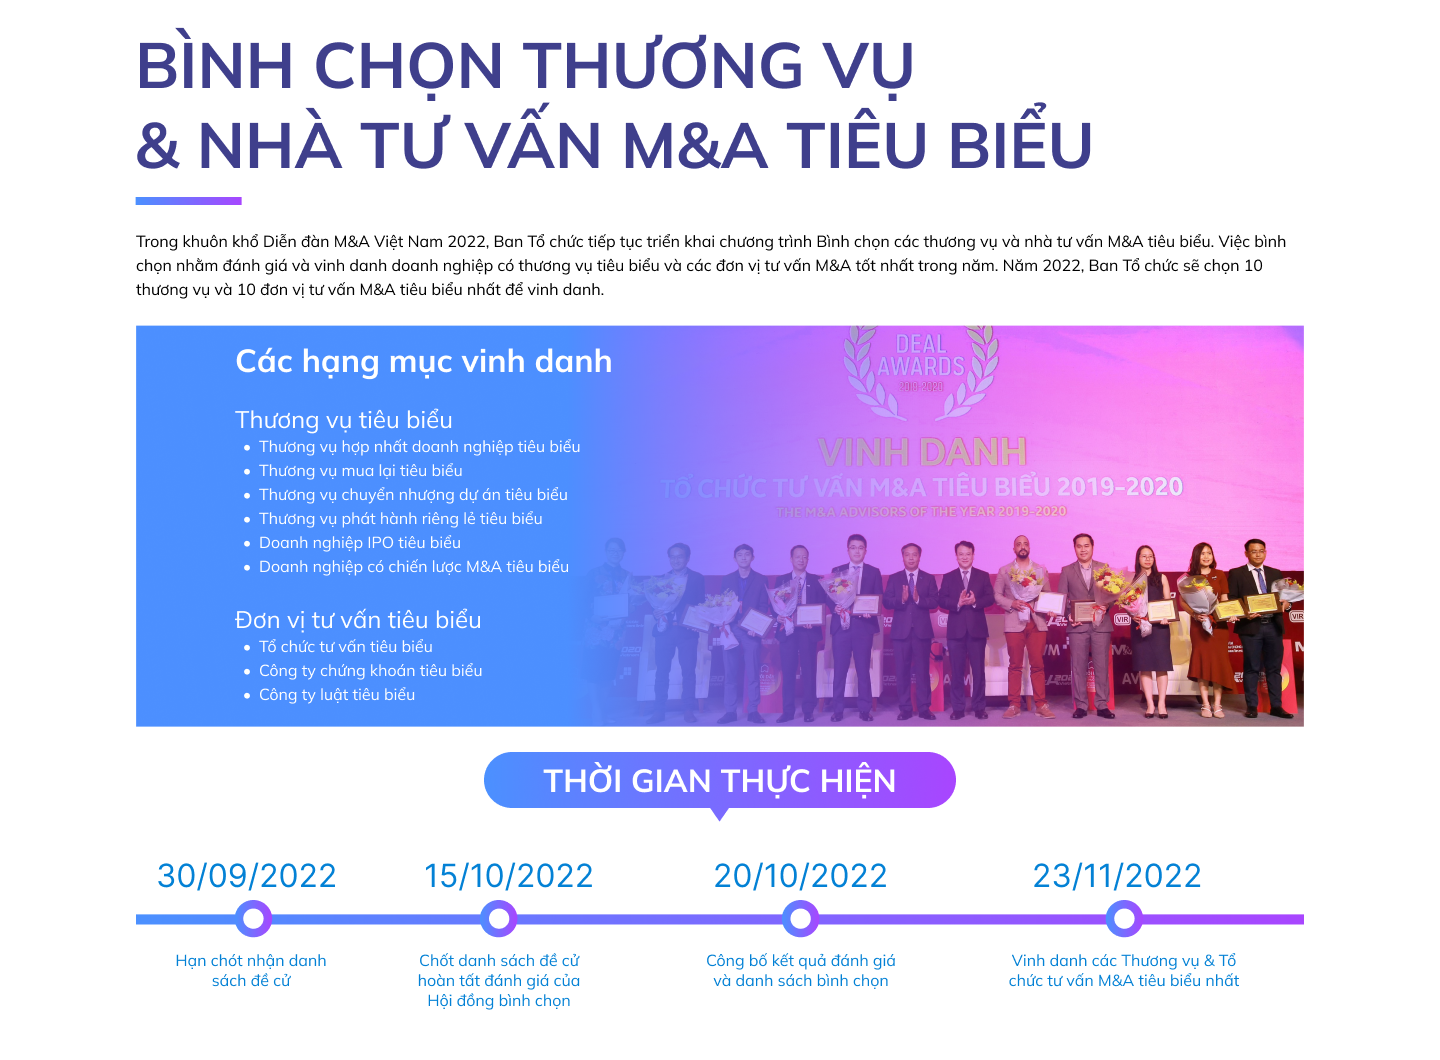 BÌNH CHỌN THƯƠNG VỤ
& NHÀ TƯ VẤN M&A TIÊU BIỂU
Trong khuôn khổ Diễn đàn M&A Việt Nam 2022, Ban Tổ chức tiếp tục triển khai chương trình Bình chọn các thương vụ và nhà tư vấn M&A tiêu biểu. Việc bình
chọn nhằm đánh giá và vinh danh doanh nghiệp có thương vụ tiêu biểu và các đơn vị tư vấn M&A tốt nhất trong năm. Năm 2022, Ban Tổ chức sẽ chọn 10
thương vụ và 10 đơn vị tư vấn M&A tiêu biểu nhất để vinh danh.
Các hạng mục vinh danh
Thương vụ tiêu biểu
• Thương vụ hợp nhất doanh nghiệp tiêu biểu
• Thương vụ mua lại tiêu biểu
• Thương vụ chuyển nhượng dự án tiêu biểu
• Thương vụ phát hành riêng lẻ tiêu biểu
• Doanh nghiệp IPO tiêu biểu
• Doanh nghiệp có chiến lược M&A tiêu biểu
Đơn vị tư vấn tiêu biểu
• Tổ chức tư vấn tiêu biểu
• Công ty chứng khoán tiêu biểu
• Công ty luật tiêu biểu
DEAL
AWARDS
2019-2020
VINH DANH
TỔ CHỨC TƯ VẤN M&A TIÊU BIỂU 2019-2020
THE M&A ADVISORS OF THE YEAR 2019-2020
VIR
VIR
THỜI GIAN THỰC HIỆN
30/09/2022
Hạn chót nhận danh
sách đề cử
15/10/2022
Chốt danh sách đề cử
hoàn tất đánh giá của
Hội đồng bình chọn
20/10/2022
Công bố kết quả đánh giá
và danh sách bình chọn
23/11/2022
Vinh danh các Thương vụ & Tổ
chức tư vấn M&A tiêu biểu nhất